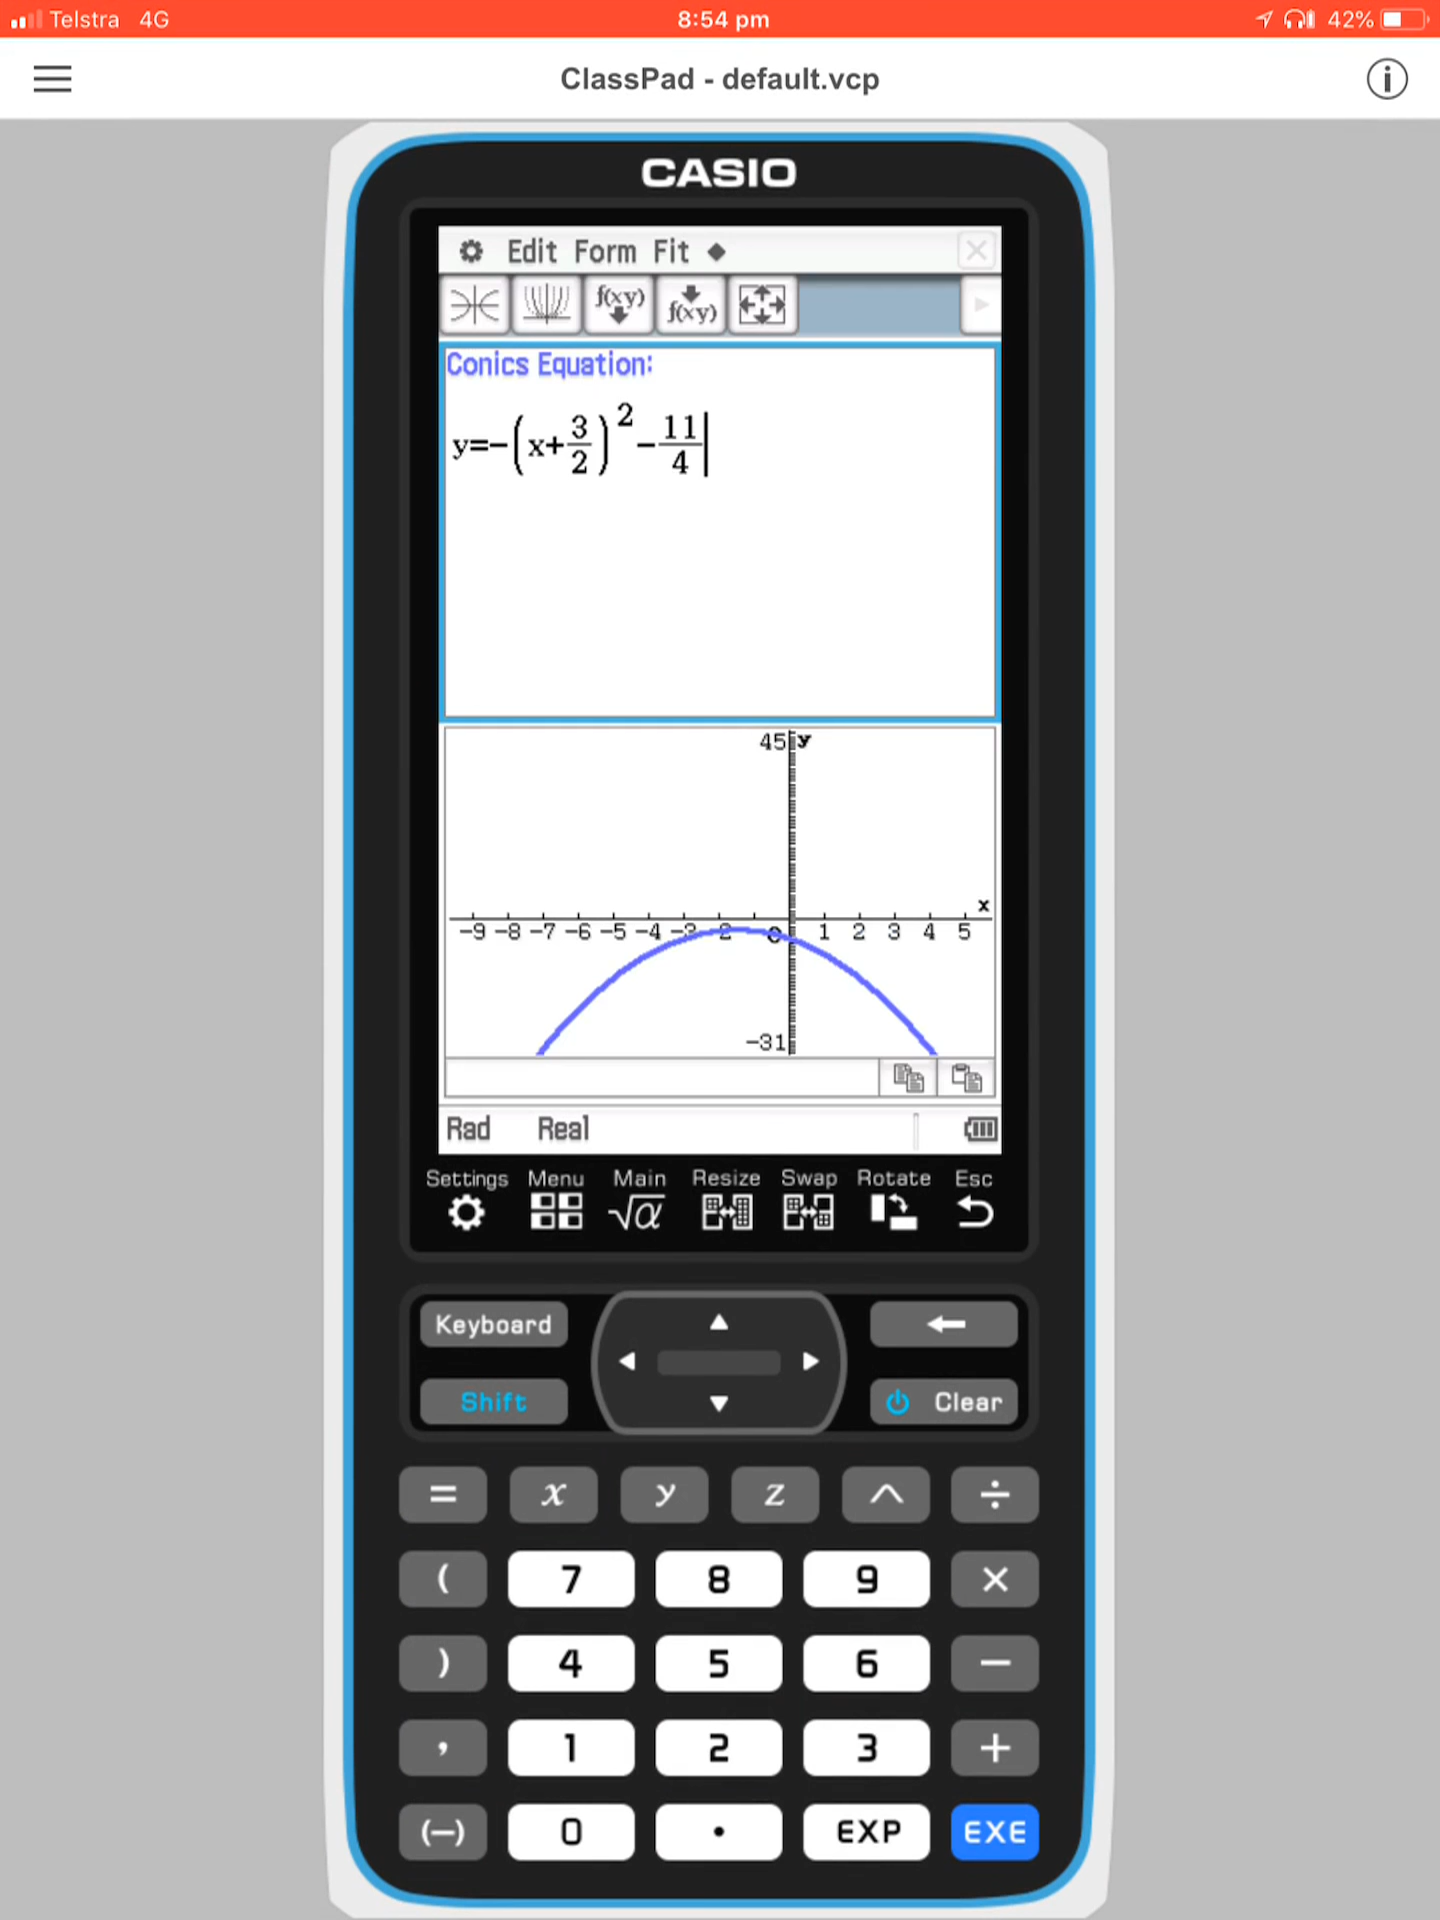 Telstra 4G 8:54 pm 42%
ClassPad - default.vcp
CASIO
Edit Form Fit
f(xy) f(xy)
Conics Equation:
y=-(x+3/2)^2-11/4
45 y
x
-9 -8 -7 -6 -5 -4 -3 -2 0 1 2 3 4 5
-31
Rad Real
Settings Menu Main Resize Swap Rotate Esc
√α
Keyboard
Shift Clear
= x y z ^ ÷
( 7 8 9 ×
) 4 5 6 −
, 1 2 3 +
(−) 0 • EXP EXE